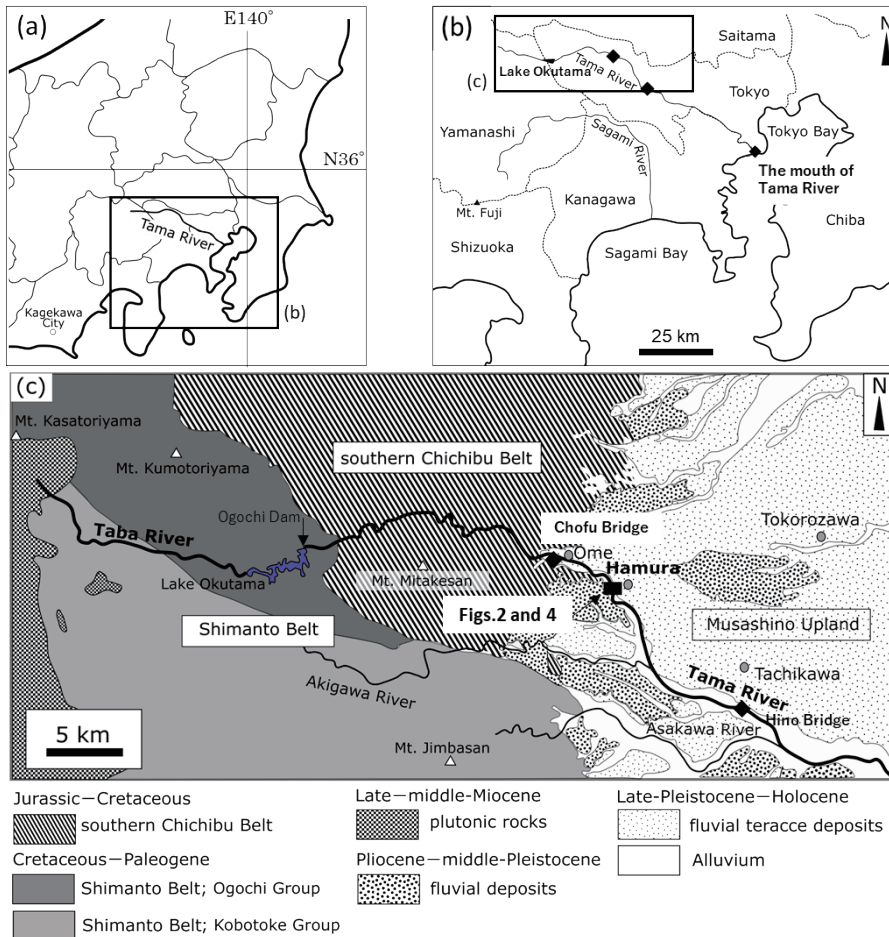 (a)
E140°
N36°
Tama River
Kagekawa
City
(b)
(b)
N
Saitama
Lake Okutama
Tama River
(c)
Tokyo
Tokyo Bay
Yamanashi
Sagami River
The mouth of
Tama River
Kanagawa
Mt. Fuji
Chiba
Shizuoka
Sagami Bay
25 km
(c)
N
Mt. Kasatoriyama
Mt. Kumotoriyama
southern Chichibu Belt
Ogochi Dam
Taba River
Chofu Bridge
Tokorozawa
Ome
Hamura
Lake Okutama
Mt. Mitakesan
Figs.2 and 4
Shimanto Belt
Musashino Upland
Akigawa River
Tachikawa
Tama River
5 km
Hino Bridge
Asakawa River
Mt. Jimbasan
Jurassic−Cretaceous
southern Chichibu Belt
Cretaceous−Paleogene
Shimanto Belt; Ogochi Group
Shimanto Belt; Kobotoke Group
Late−middle-Miocene
plutonic rocks
Pliocene−middle-Pleistocene
fluvial deposits
Late-Pleistocene−Holocene
fluvial teracce deposits
Alluvium